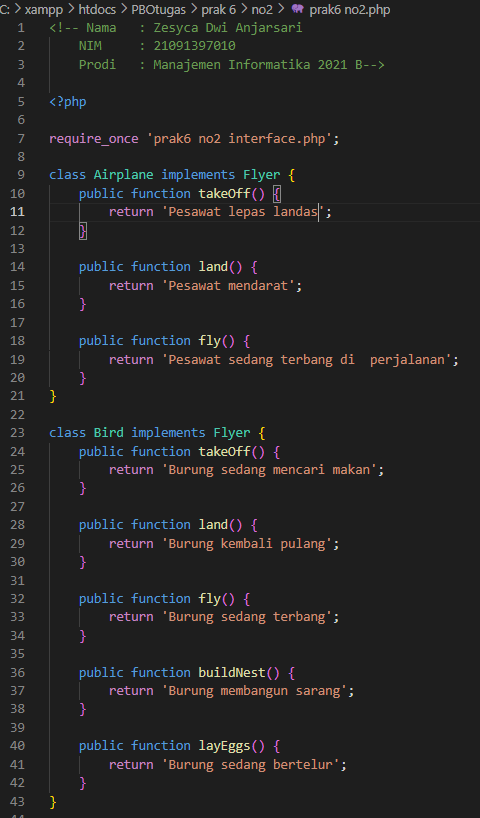 C: > xampp > htdocs > PBOtugas > prak 6 > no2 > prak6 no2.php
1 <!-- Nama   : Zesyca Dwi Anjarsari
2     NIM    : 21091397010
3     Prodi  : Manajemen Informatika 2021 B-->
4
5 <?php
6
7 require_once 'prak6 no2 interface.php';
8
9 class Airplane implements Flyer {
10     public function takeOff() {
11         return 'Pesawat lepas landas';
12     }
13
14     public function land() {
15         return 'Pesawat mendarat';
16     }
17
18     public function fly() {
19         return 'Pesawat sedang terbang di  perjalanan';
20     }
21 }
22
23 class Bird implements Flyer {
24     public function takeOff() {
25         return 'Burung sedang mencari makan';
26     }
27
28     public function land() {
29         return 'Burung kembali pulang';
30     }
31
32     public function fly() {
33         return 'Burung sedang terbang';
34     }
35
36     public function buildNest() {
37         return 'Burung membangun sarang';
38     }
39
40     public function layEggs() {
41         return 'Burung sedang bertelur';
42     }
43 }
44